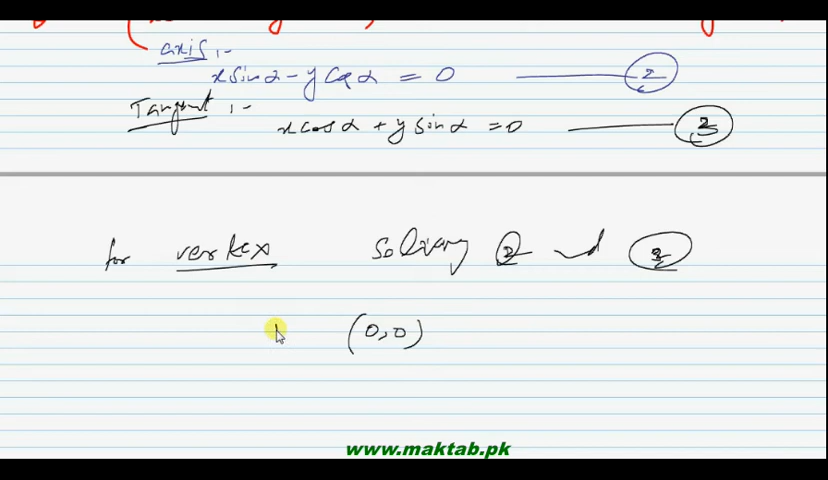 axis :-
x sin α - y cos α = 0 ② 
Tangent :-
x cos α + y sin α = 0 ③
for vertex solving ② and ③
(0,0)
www.maktab.pk